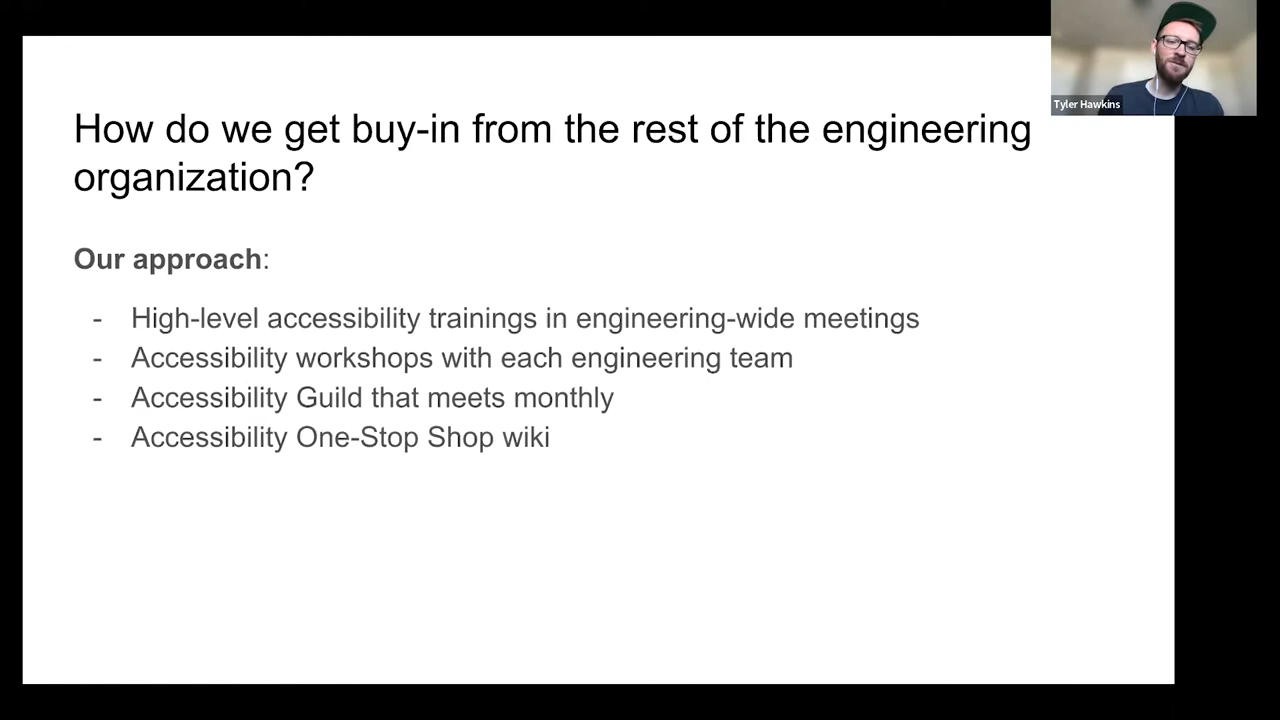 How do we get buy-in from the rest of the engineering
organization?
Tyler Hawkins
Our approach:
- High-level accessibility trainings in engineering-wide meetings
- Accessibility workshops with each engineering team
- Accessibility Guild that meets monthly
- Accessibility One-Stop Shop wiki